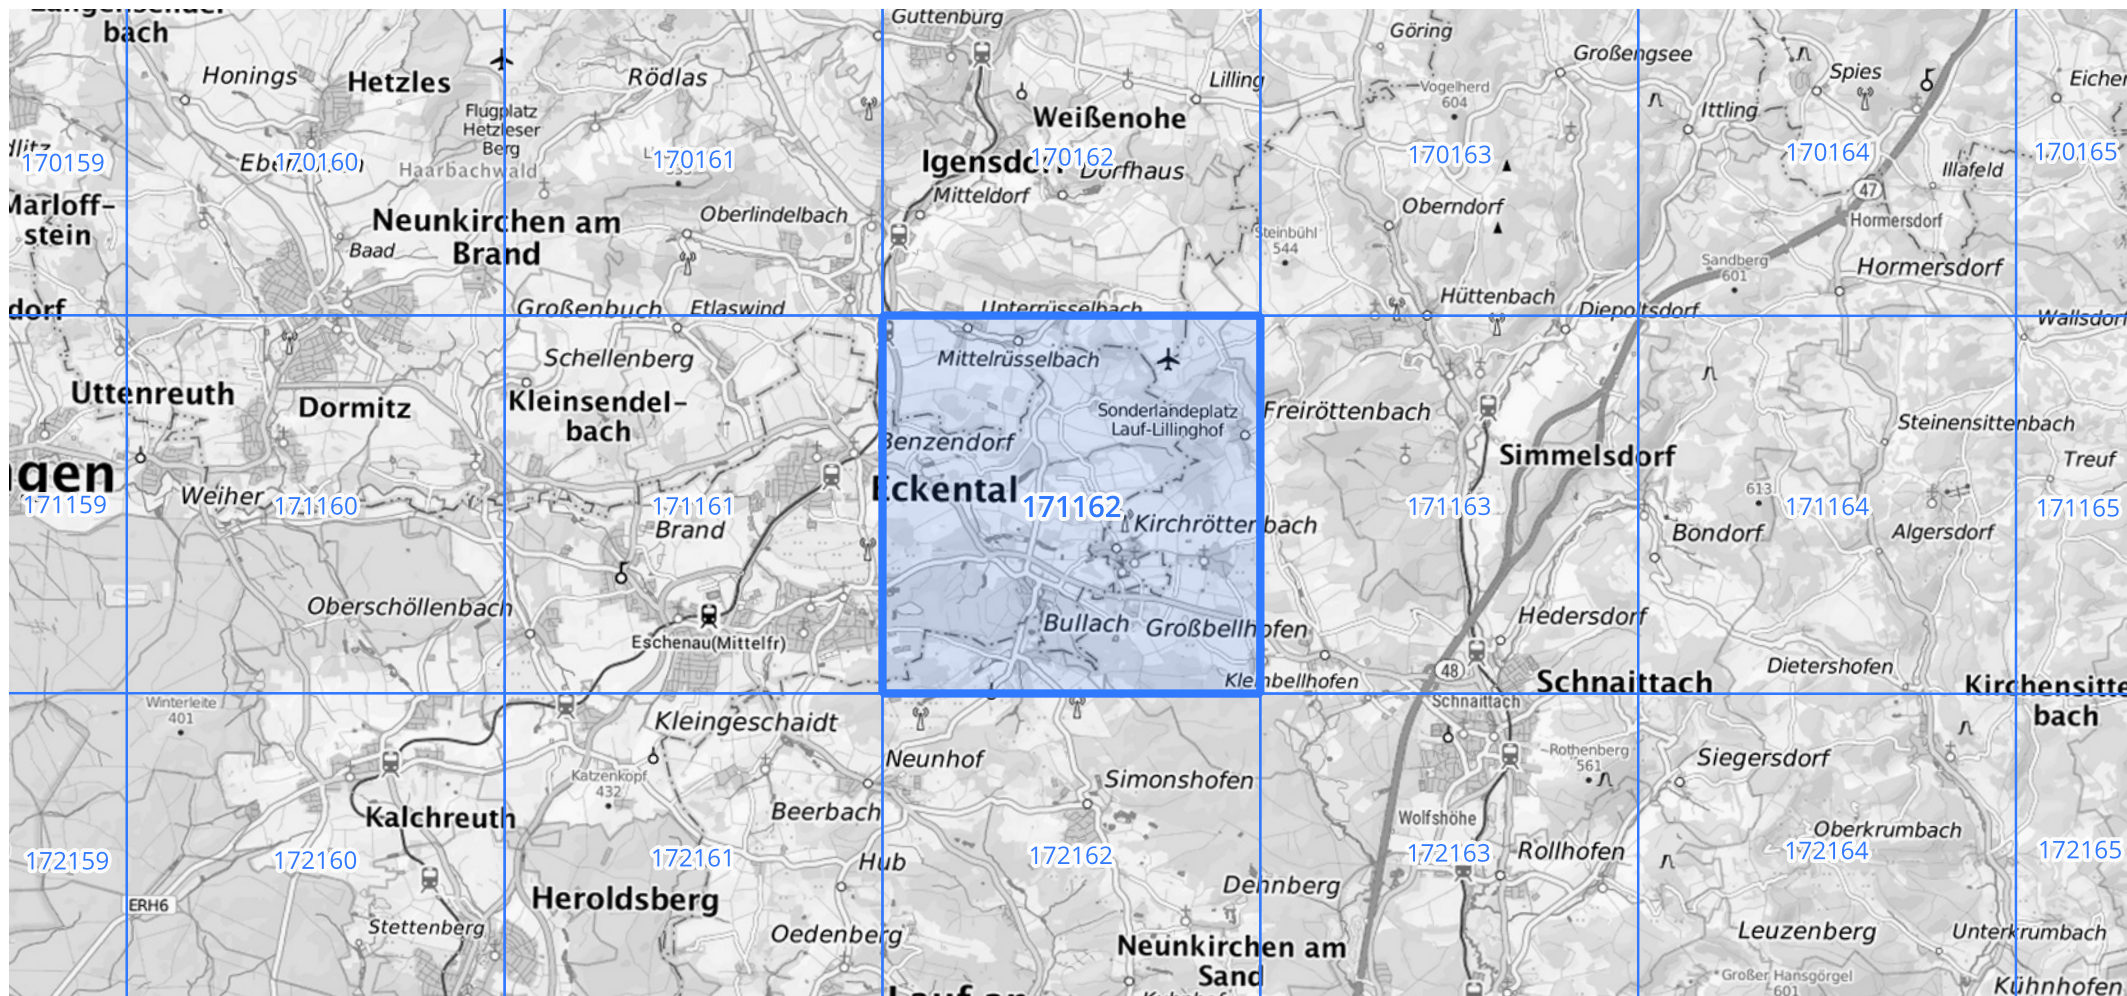 bach
Guttenburg
Göring
Großengsee
Honings
Hetzles
Rödlas
Lilling
Vogelherd
604
Spies
Flugplatz
Hetzleser
Berg
Weißenohe
Ittling
170159
170160
Haarbachwald
170161
170162
Dorfhaus
170163
170164
Illafeld
170165
Marloff-
stein
Mitteldorf
47
Neunkirchen am
Brand
Baad
Oberlindelbach
Oberndorf
Hormersdorf
Steinbühl
544
Sandberg
601
Hormersdorf
dorf
Großenbuch
Etlaswind
Unterrüsselbach
Hüttenbach
Diepoltsdorf
Wallsdorf
Schellenberg
Mittelrüsselbach
Uttenreuth
Dormitz
Kleinsendel-
bach
Sonderlandeplatz
Lauf-Lillinghof
Freiröttenbach
Steinensittenbach
Benzendorf
Simmelsdorf
Treuf
ngen
Weiher
Eckental
613
171159
171160
171161
171162
171163
171164
171165
Brand
Kirchröttenbach
Bondorf
Algersdorf
Oberschöllenbach
Eschenau(Mittelfr)
Bullach
Großbellhofen
Hedersdorf
48
Kleinbellhofen
Schnaittach
Dietershofen
Kirchensitte
bach
Winterleite
401
Kleingeschaidt
Schnaittach
Neunhof
Simonshofen
Rothenberg
561
Siegersdorf
Katzenkopf
432
Kalchreuth
Beerbach
Wolfshöhe
Oberkrumbach
172159
172160
172161
Hub
172162
172163
Rollhofen
172164
172165
ERH6
Heroldsberg
Dehnberg
Stettenberg
Oedenberg
Neunkirchen am
Sand
Leuzenberg
Unterkrumbach
Großer Hansgörgel
601
Kühnhofen